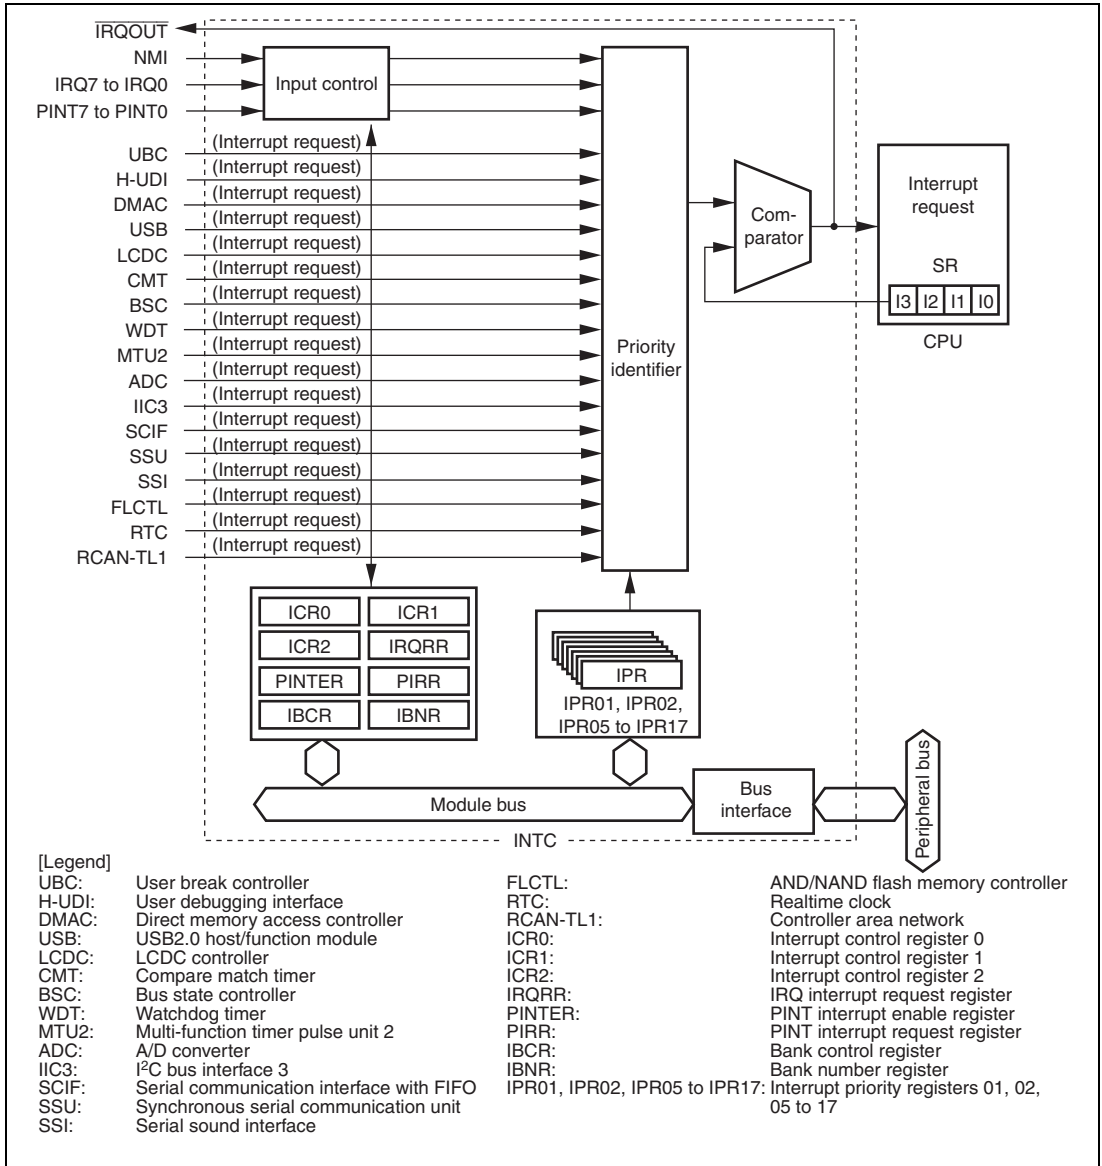 IRQOUT
NMI
IRQ7 to IRQ0
PINT7 to PINT0
Input control
UBC
(Interrupt request)
H-UDI
(Interrupt request)
DMAC
(Interrupt request)
USB
(Interrupt request)
LCDC
(Interrupt request)
CMT
(Interrupt request)
BSC
(Interrupt request)
WDT
(Interrupt request)
MTU2
(Interrupt request)
ADC
(Interrupt request)
IIC3
(Interrupt request)
SCIF
(Interrupt request)
SSU
(Interrupt request)
SSI
(Interrupt request)
FLCTL
(Interrupt request)
RTC
(Interrupt request)
RCAN-TL1
(Interrupt request)
Priority
identifier
Com-
parator
Interrupt
request
SR
I3 I2 I1 I0
CPU
ICR0 ICR1
ICR2 IRQRR
PINTER PIRR
IBCR IBNR
IPR
IPR01, IPR02,
IPR05 to IPR17
Module bus
Bus
interface
Peripheral bus
INTC
[Legend]
UBC: User break controller
H-UDI: User debugging interface
DMAC: Direct memory access controller
USB: USB2.0 host/function module
LCDC: LCDC controller
CMT: Compare match timer
BSC: Bus state controller
WDT: Watchdog timer
MTU2: Multi-function timer pulse unit 2
ADC: A/D converter
IIC3: I²C bus interface 3
SCIF: Serial communication interface with FIFO
SSU: Synchronous serial communication unit
SSI: Serial sound interface
FLCTL: AND/NAND flash memory controller
RTC: Realtime clock
RCAN-TL1: Controller area network
ICR0: Interrupt control register 0
ICR1: Interrupt control register 1
ICR2: Interrupt control register 2
IRQRR: IRQ interrupt request register
PINTER: PINT interrupt enable register
PIRR: PINT interrupt request register
IBCR: Bank control register
IBNR: Bank number register
IPR01, IPR02, IPR05 to IPR17: Interrupt priority registers 01, 02,
05 to 17